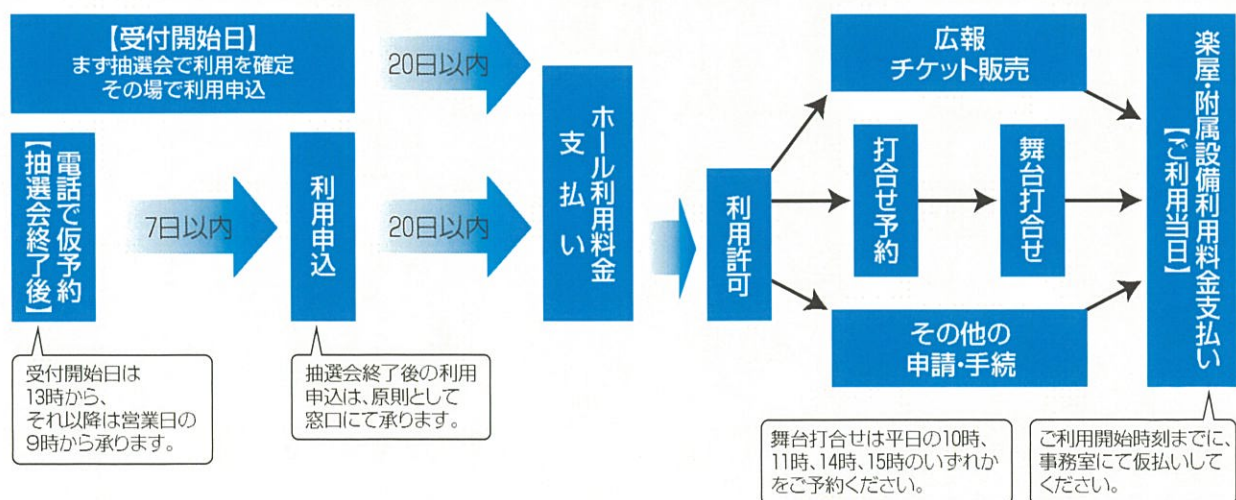 【受付開始日】
まず抽選会で利用を確定
その場で利用申込
20日以内
電話で仮予約
【抽選会終了後】
7日以内
利用申込
20日以内
ホール利用料金
支払い
利用許可
広報
チケット販売
打合せ予約
舞台打合せ
その他の
申請・手続
楽屋・附属設備利用料金支払い
【ご利用当日】
受付開始日は
13時から、
それ以降は営業日の
9時から承ります。
抽選会終了後の利用
申込は、原則として
窓口にて承ります。
舞台打合せは平日の10時、
11時、14時、15時のいずれか
をご予約ください。
ご利用開始時刻までに、
事務室にて仮払いして
ください。